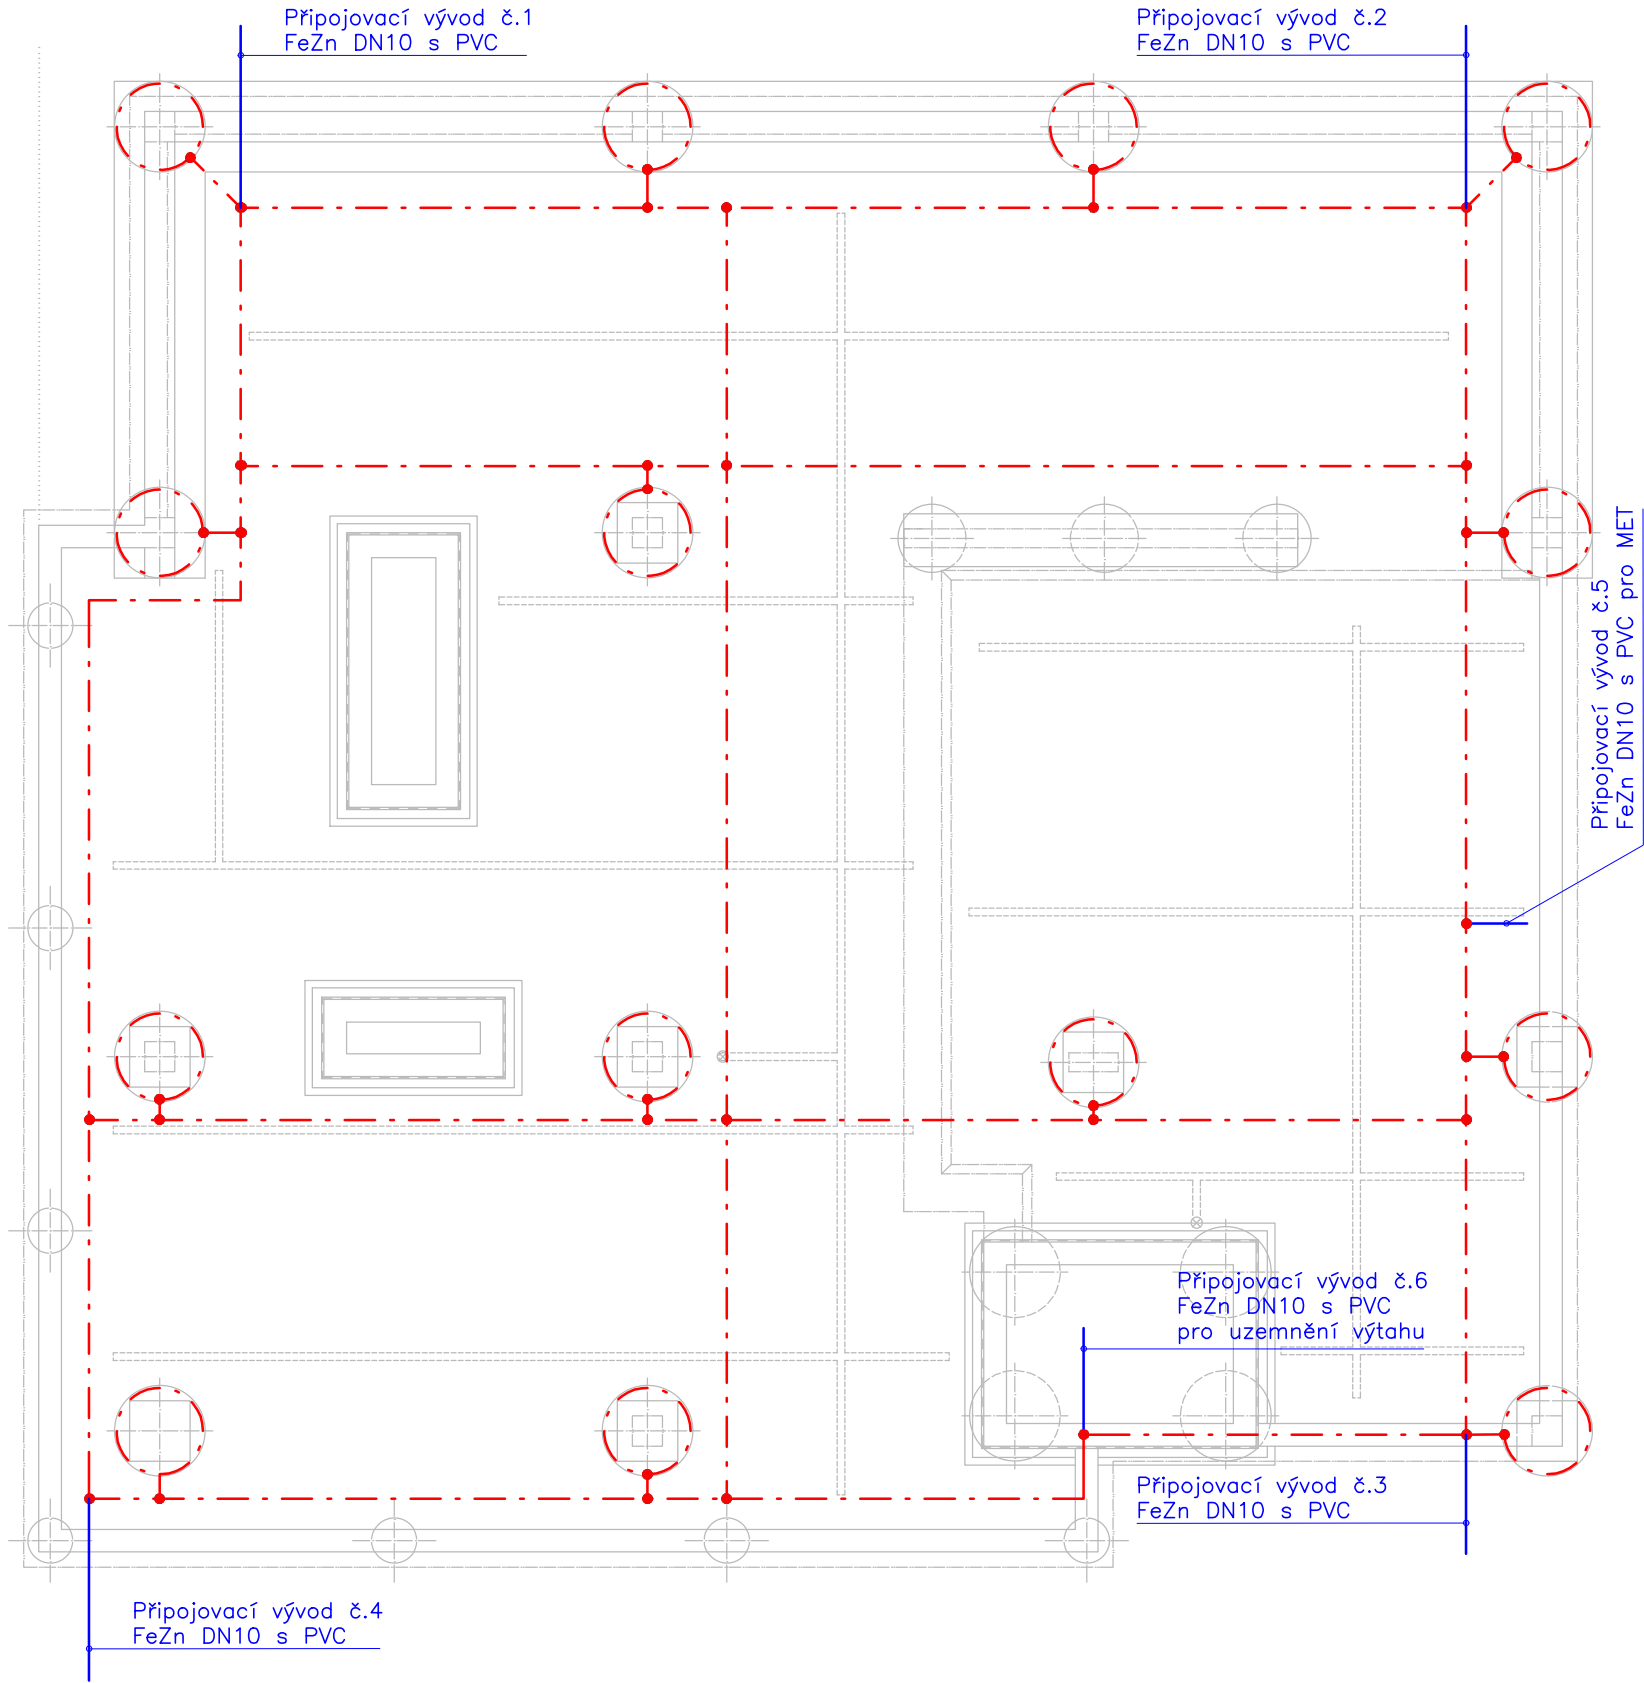 Připojovací vývod č.1
FeZn DN10 s PVC
Připojovací vývod č.2
FeZn DN10 s PVC
Připojovací vývod č.5
FeZn DN10 s PVC pro MET
Připojovací vývod č.6
FeZn DN10 s PVC
pro uzemnění výtahu
Připojovací vývod č.3
FeZn DN10 s PVC
Připojovací vývod č.4
FeZn DN10 s PVC